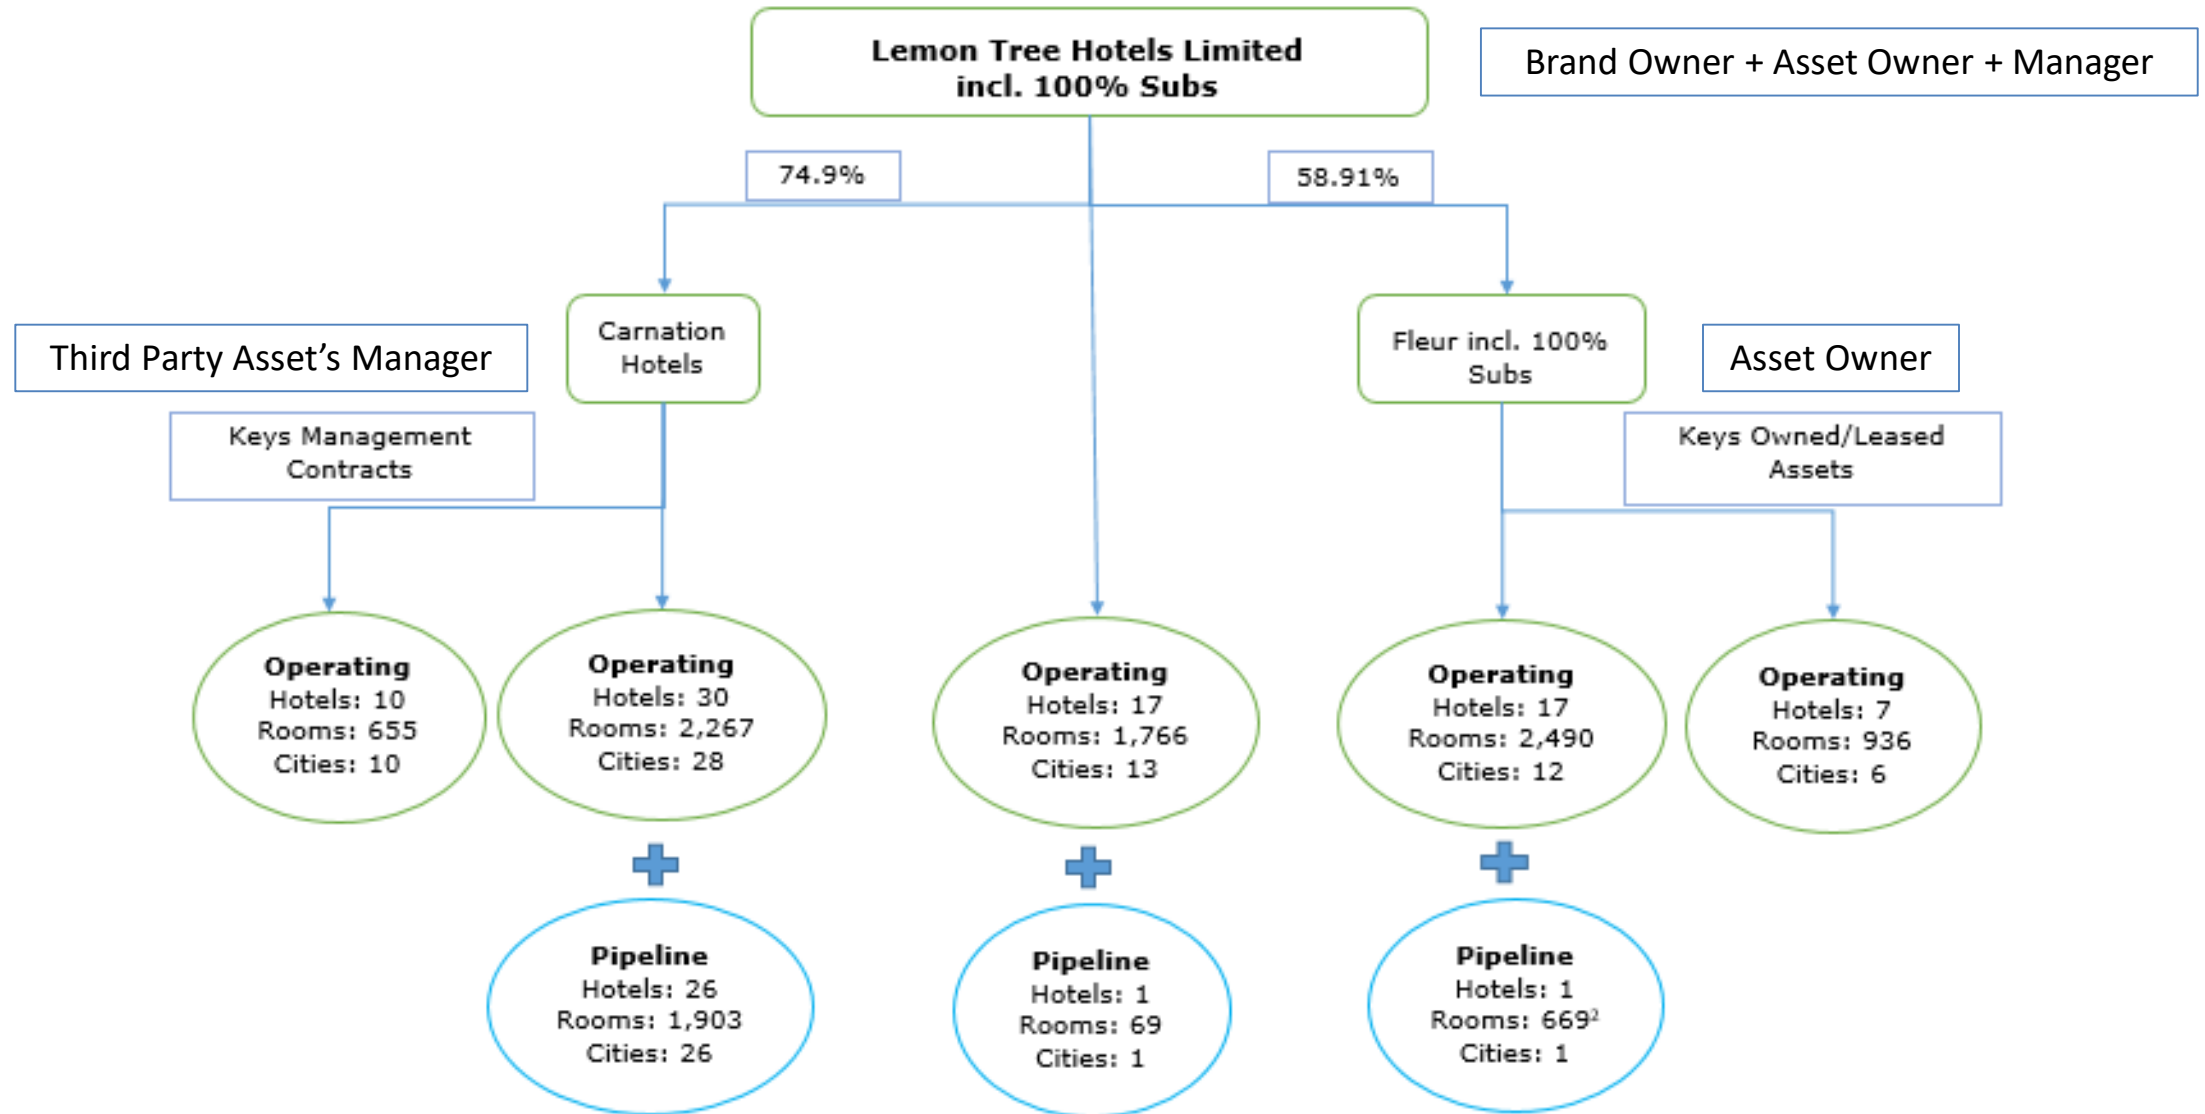 Lemon Tree Hotels Limited
incl. 100% Subs
Brand Owner + Asset Owner + Manager
74.9%
58.91%
Carnation
Hotels
Fleur incl. 100%
Subs
Third Party Asset’s Manager
Asset Owner
Keys Management
Contracts
Keys Owned/Leased
Assets
Operating
Hotels: 10
Rooms: 655
Cities: 10
Operating
Hotels: 30
Rooms: 2,267
Cities: 28
Operating
Hotels: 17
Rooms: 1,766
Cities: 13
Operating
Hotels: 17
Rooms: 2,490
Cities: 12
Operating
Hotels: 7
Rooms: 936
Cities: 6
Pipeline
Hotels: 26
Rooms: 1,903
Cities: 26
Pipeline
Hotels: 1
Rooms: 69
Cities: 1
Pipeline
Hotels: 1
Rooms: 669²
Cities: 1